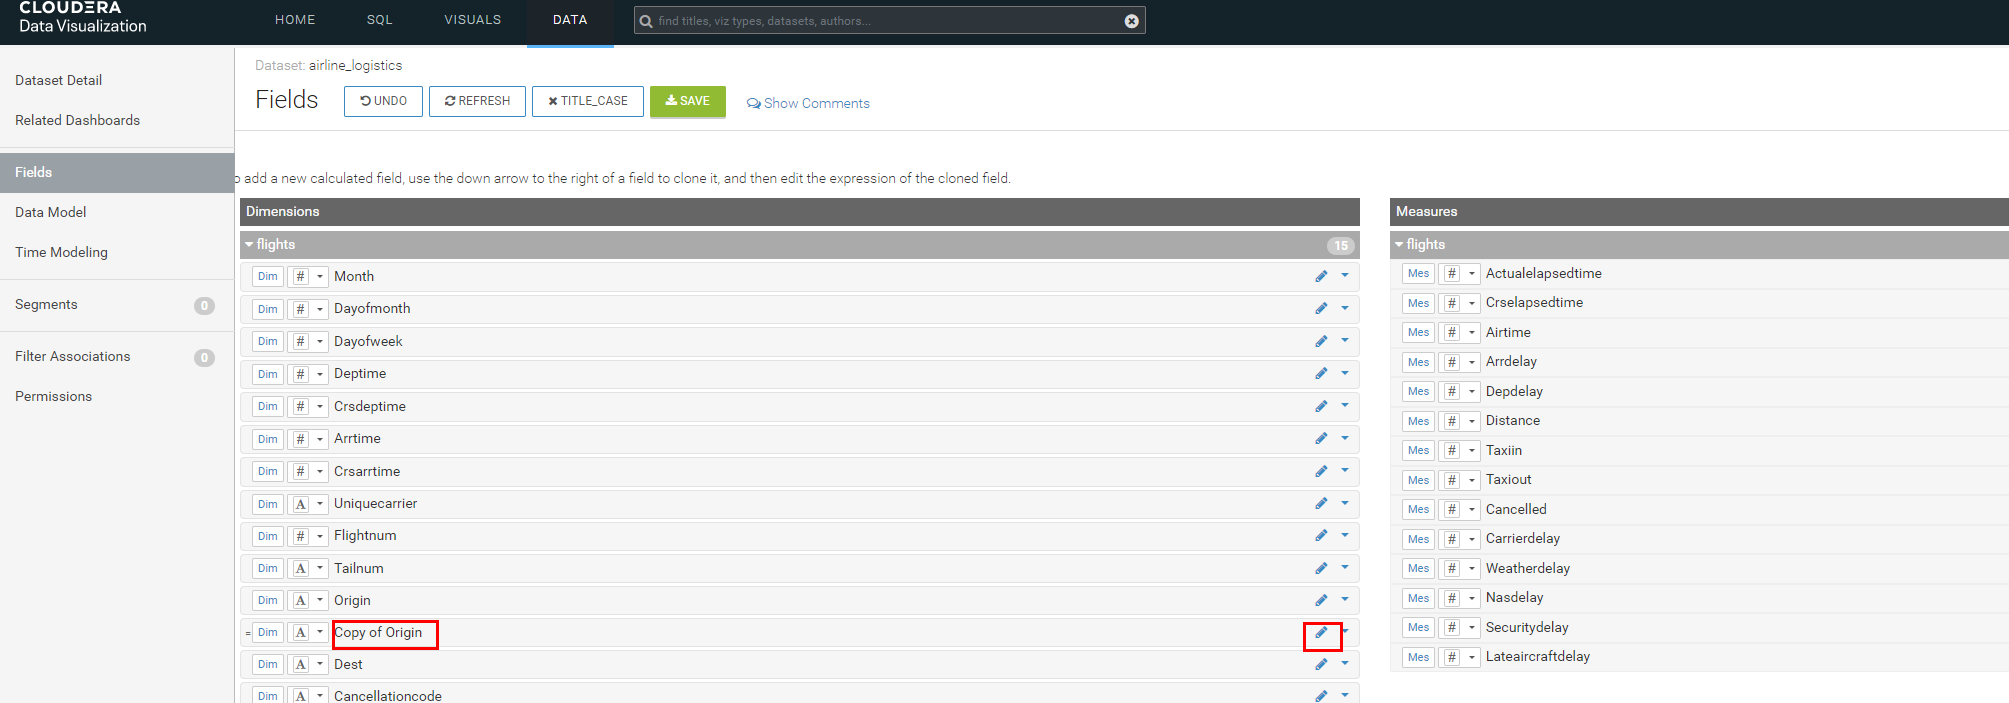 CLOUDERA
Data Visualization
HOME SQL VISUALS DATA
find titles, viz types, datasets, authors...
Dataset Detail
Related Dashboards
Fields
Data Model
Time Modeling
Segments 0
Filter Associations 0
Permissions
Dataset: airline_logistics
Fields UNDO REFRESH TITLE_CASE SAVE Show Comments
add a new calculated field, use the down arrow to the right of a field to clone it, and then edit the expression of the cloned field.
Dimensions
flights 15
Dim # Month
Dim # Dayofmonth
Dim # Dayofweek
Dim # Deptime
Dim # Crsdeptime
Dim # Arrtime
Dim # Crsarrtime
Dim A Uniquecarrier
Dim # Flightnum
Dim A Tailnum
Dim A Origin
= Dim A Copy of Origin
Dim A Dest
Dim A Cancellationcode
Measures
flights
Mes # Actualelapsedtime
Mes # Crselapsedtime
Mes # Airtime
Mes # Arrdelay
Mes # Depdelay
Mes # Distance
Mes # Taxiin
Mes # Taxiout
Mes # Cancelled
Mes # Carrierdelay
Mes # Weatherdelay
Mes # Nasdelay
Mes # Securitydelay
Mes # Lateaircraftdelay